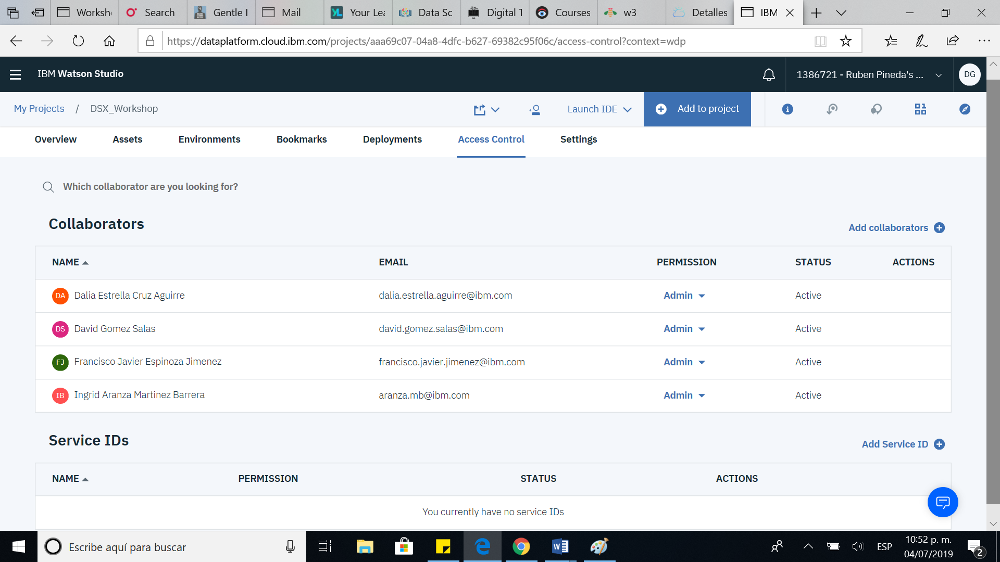 Worksh
Search
Gentle I
Mail
Your Lea
Data Sc
Digital T
Courses
w3
Detalles
IBM
https://dataplatform.cloud.ibm.com/projects/aaa69c07-04a8-4dfc-b627-69382c95f06c/access-control?context=wdp
IBM Watson Studio
1386721 - Ruben Pineda's ...
DG
My Projects / DSX_Workshop
Launch IDE
Add to project
Overview
Assets
Environments
Bookmarks
Deployments
Access Control
Settings
Which collaborator are you looking for?
Collaborators
Add collaborators
NAME EMAIL PERMISSION STATUS ACTIONS
DA Dalia Estrella Cruz Aguirre dalia.estrella.aguirre@ibm.com Admin Active
DS David Gomez Salas david.gomez.salas@ibm.com Admin Active
FJ Francisco Javier Espinoza Jimenez francisco.javier.jimenez@ibm.com Admin Active
IB Ingrid Aranza Martinez Barrera aranza.mb@ibm.com Admin Active
Service IDs
Add Service ID
NAME PERMISSION STATUS ACTIONS
You currently have no service IDs
Escribe aquí para buscar
ESP
10:52 p. m.
04/07/2019
2